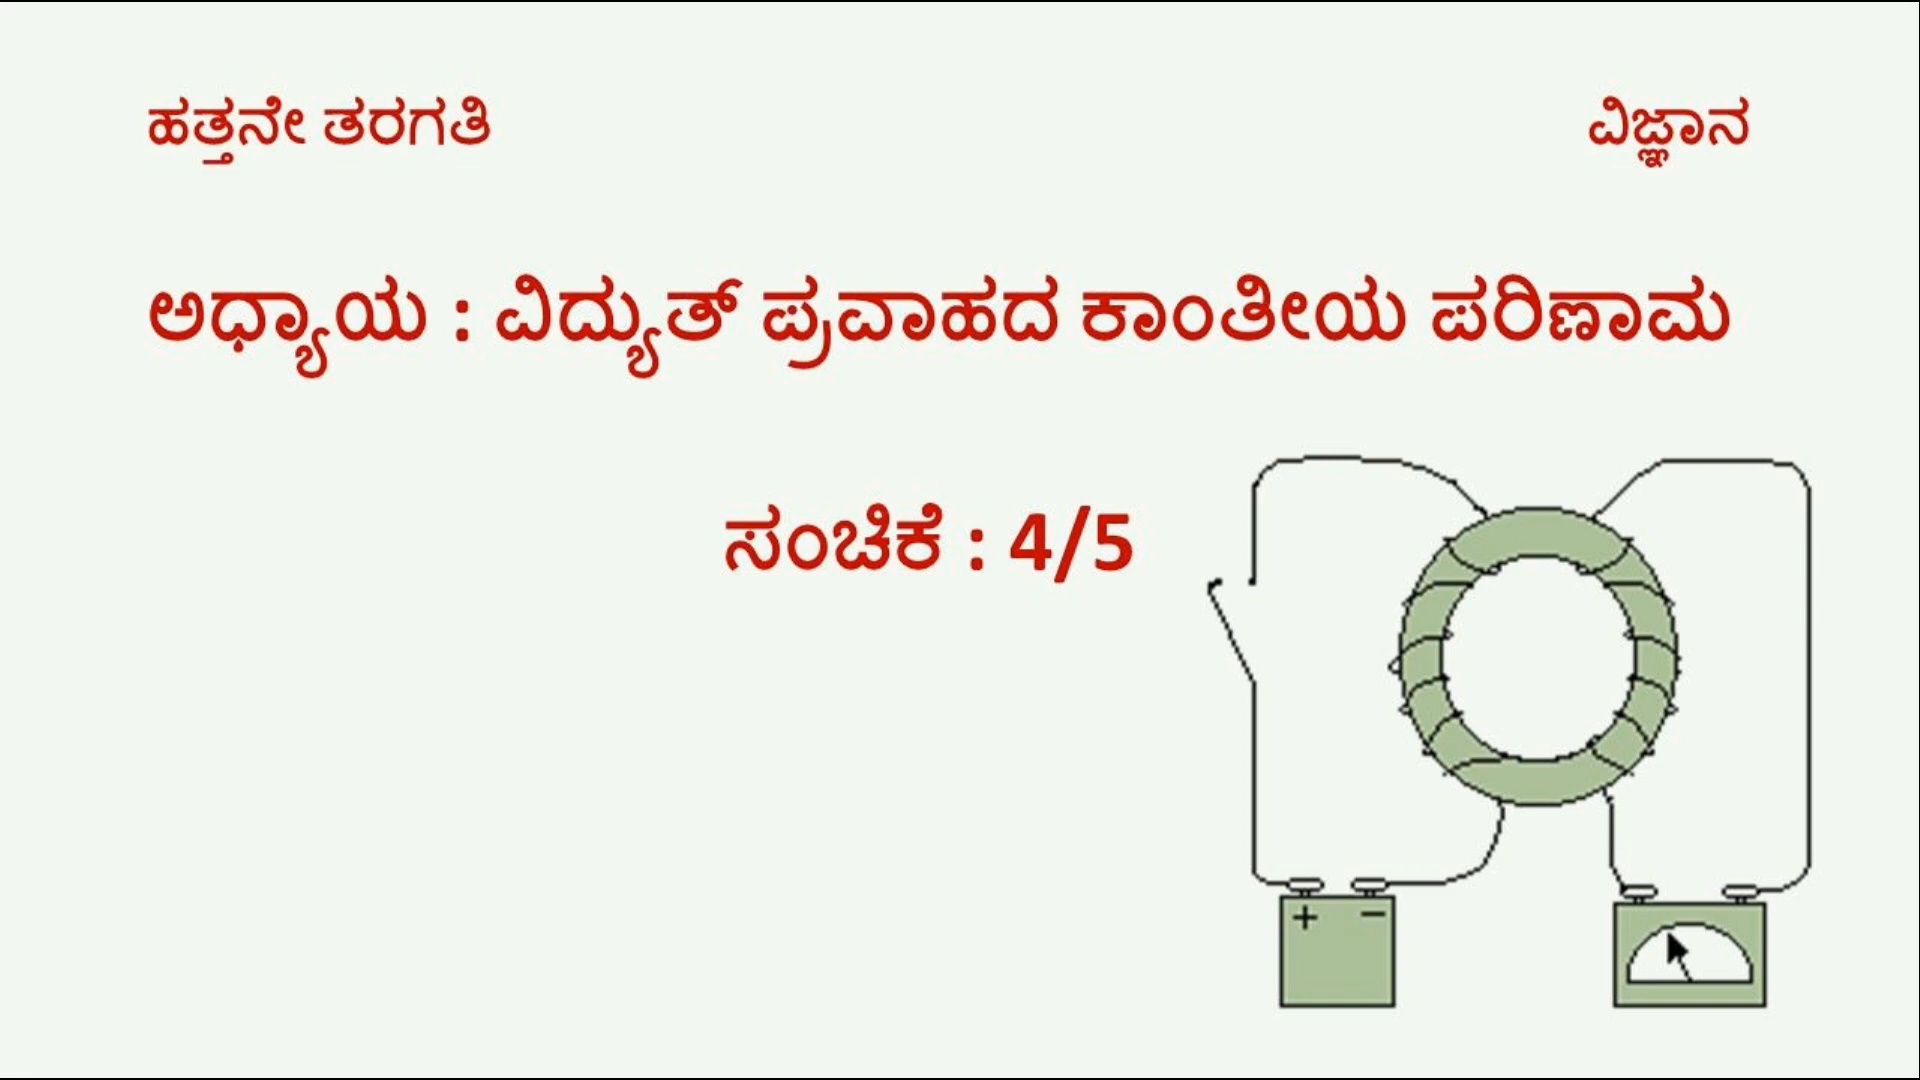 ಹತ್ತನೇ ತರಗತಿ ವಿಜ್ಞಾನ
ಅಧ್ಯಾಯ : ವಿದ್ಯುತ್ ಪ್ರವಾಹದ ಕಾಂತೀಯ ಪರಿಣಾಮ
ಸಂಚಿಕೆ : 4/5
+ −